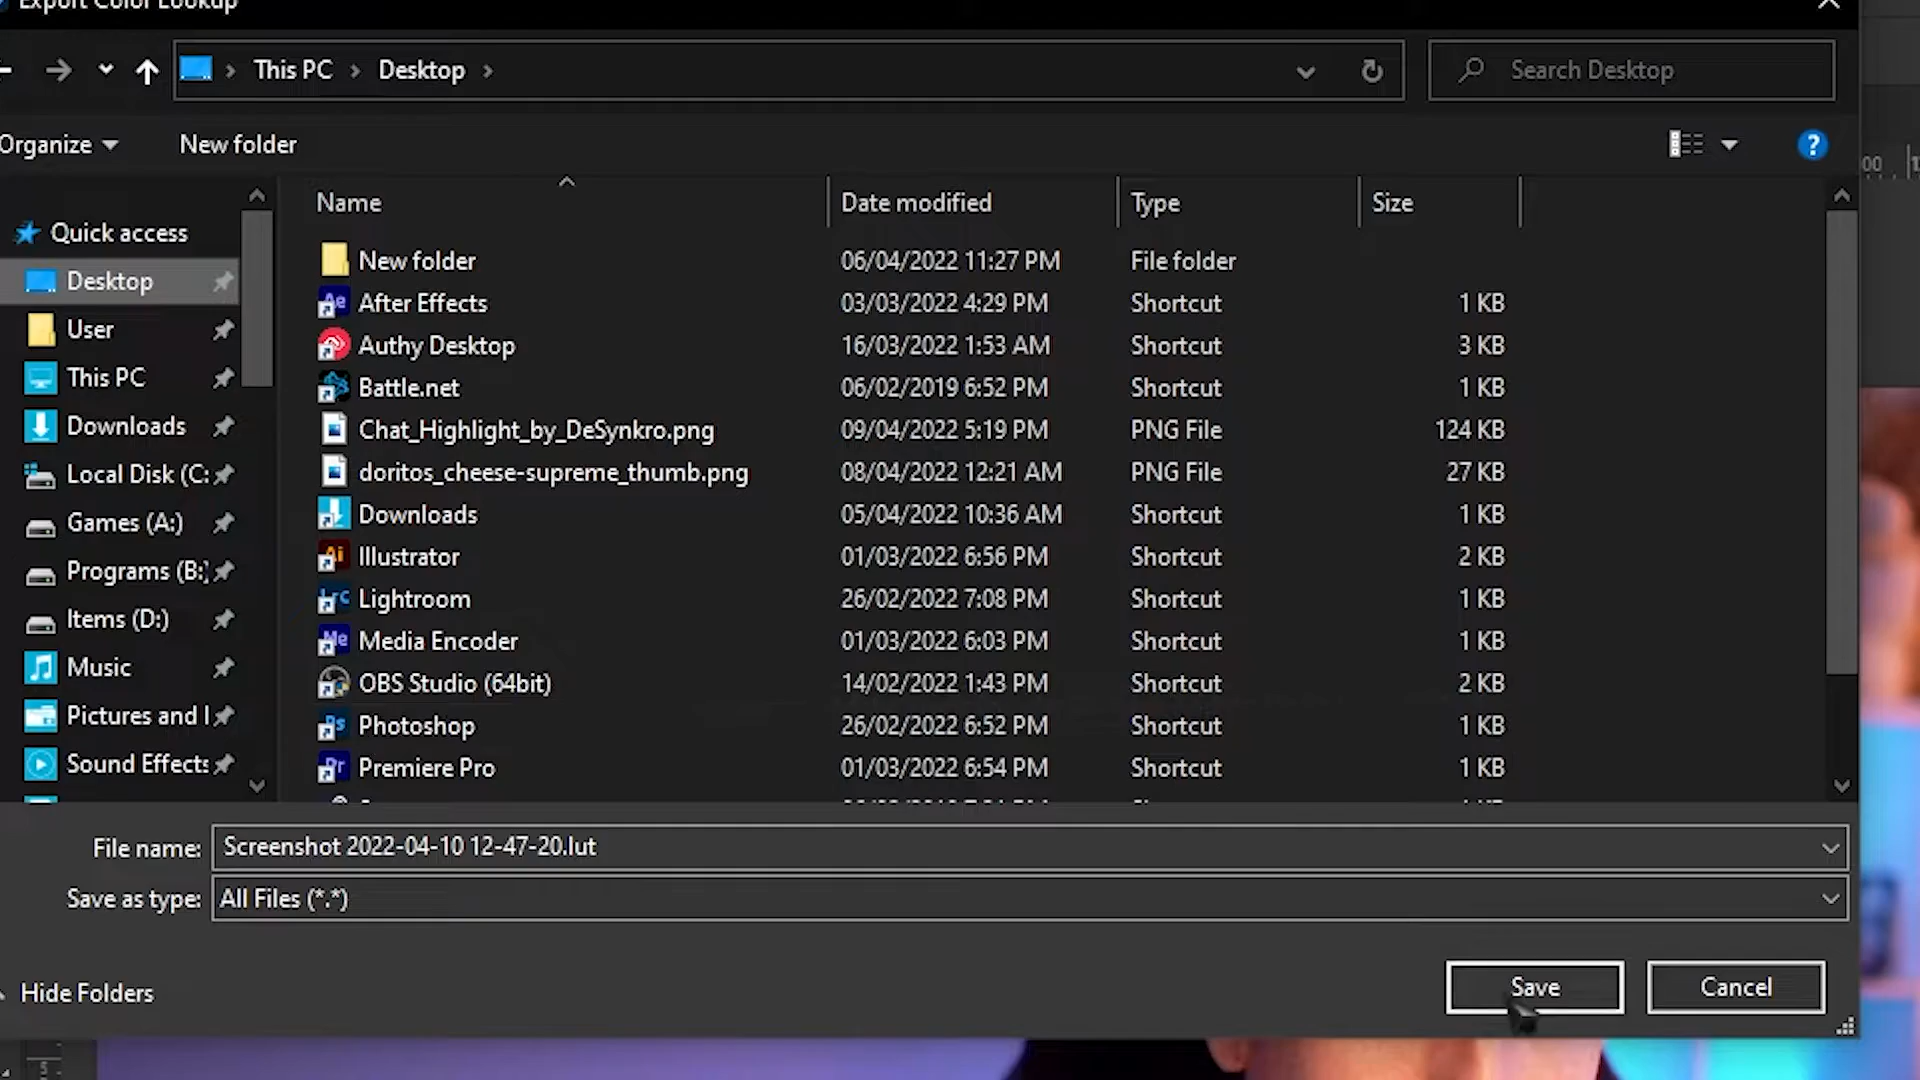 Export Color Lookup
This PC Desktop
Search Desktop
Organize New folder ?
Name Date modified Type Size
Quick access
Desktop
User
This PC
Downloads
Local Disk (C:
Games (A:)
Programs (B:)
Items (D:)
Music
Pictures and
Sound Effects
New folder 06/04/2022 11:27 PM File folder
After Effects 03/03/2022 4:29 PM Shortcut 1 KB
Authy Desktop 16/03/2022 1:53 AM Shortcut 3 KB
Battle.net 06/02/2019 6:52 PM Shortcut 1 KB
Chat_Highlight_by_DeSynkro.png 09/04/2022 5:19 PM PNG File 124 KB
doritos_cheese-supreme_thumb.png 08/04/2022 12:21 AM PNG File 27 KB
Downloads 05/04/2022 10:36 AM Shortcut 1 KB
Illustrator 01/03/2022 6:56 PM Shortcut 2 KB
Lightroom 26/02/2022 7:08 PM Shortcut 1 KB
Media Encoder 01/03/2022 6:03 PM Shortcut 1 KB
OBS Studio (64bit) 14/02/2022 1:43 PM Shortcut 2 KB
Photoshop 26/02/2022 6:52 PM Shortcut 1 KB
Premiere Pro 01/03/2022 6:54 PM Shortcut 1 KB
File name: Screenshot 2022-04-10 12-47-20.lut
Save as type: All Files (*.*)
Hide Folders Save Cancel